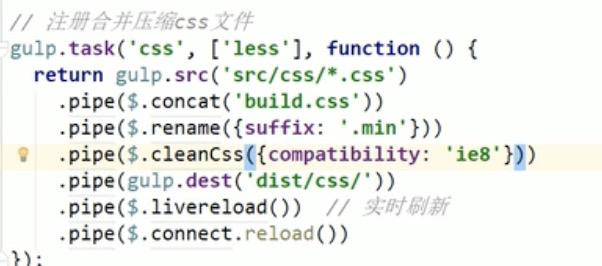 // 注册合并压缩css文件
gulp.task('css', ['less'], function () {
  return gulp.src('src/css/*.css')
    .pipe($.concat('build.css'))
    .pipe($.rename({suffix: '.min'}))
    .pipe($.cleanCss({compatibility: 'ie8'}))
    .pipe(gulp.dest('dist/css/'))
    .pipe($.livereload())  // 实时刷新
    .pipe($.connect.reload())
});